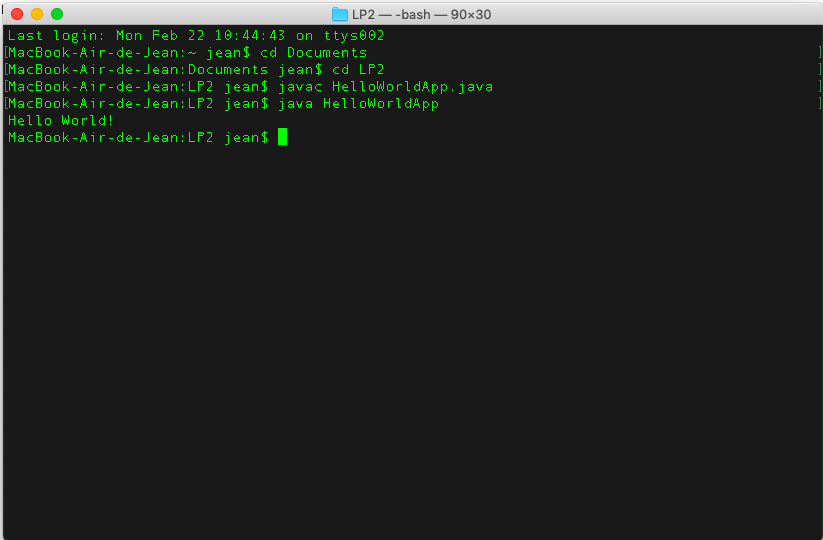 LP2 — -bash — 90×30
Last login: Mon Feb 22 10:44:43 on ttys002
[MacBook-Air-de-Jean:~ jean$ cd Documents ]
[MacBook-Air-de-Jean:Documents jean$ cd LP2 ]
[MacBook-Air-de-Jean:LP2 jean$ javac HelloWorldApp.java ]
[MacBook-Air-de-Jean:LP2 jean$ java HelloWorldApp ]
Hello World!
MacBook-Air-de-Jean:LP2 jean$